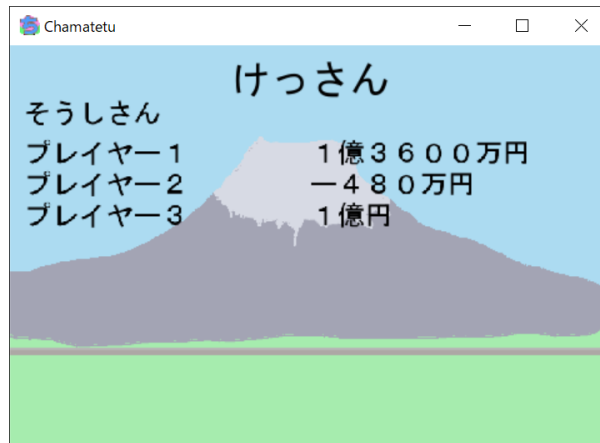 Chamatetu
けっさん
そうしさん
プレイヤー１ １億３６００万円
プレイヤー２ ー４８０万円
プレイヤー３ １億円